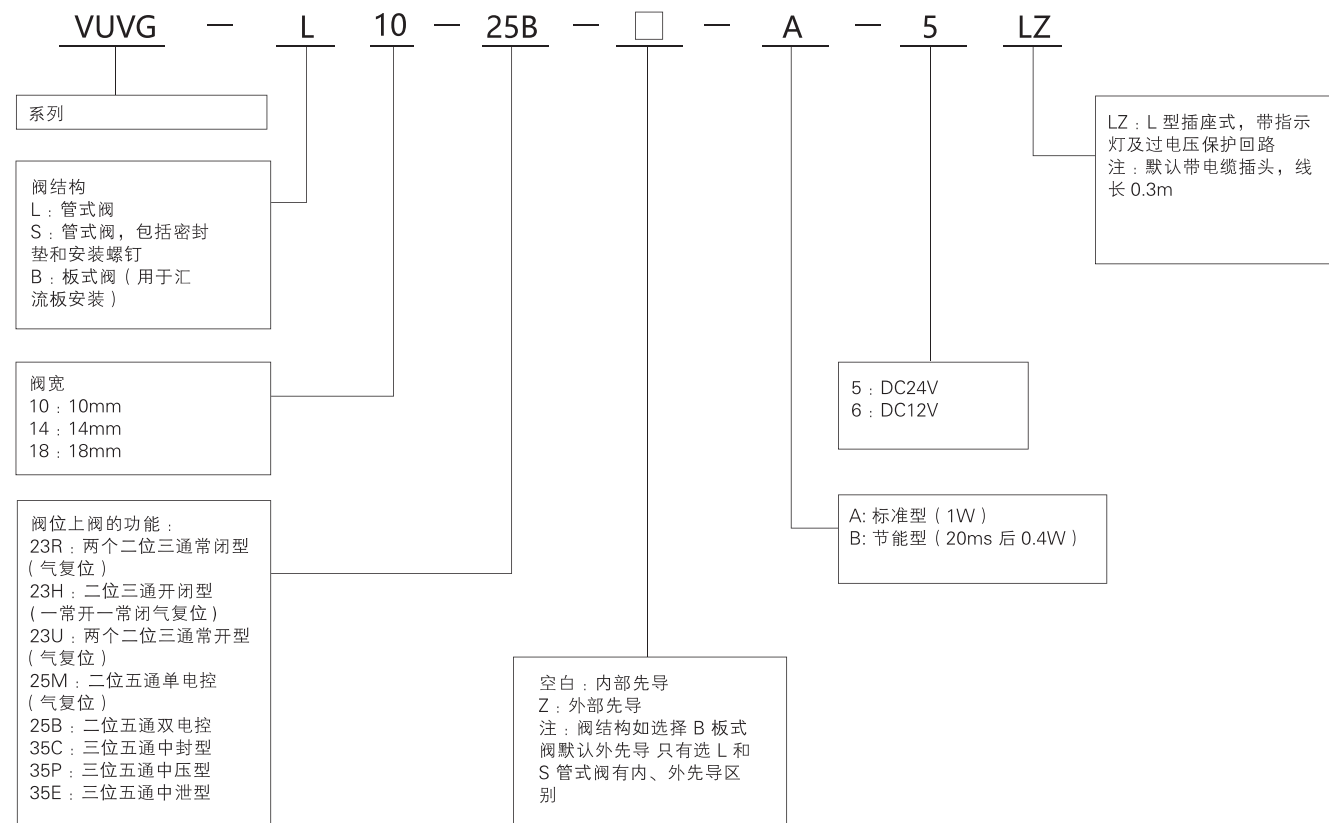 VUVG — L 10 — 25B — □ — A — 5 LZ
系列
阀结构
L：管式阀
S：管式阀，包括密封
垫和安装螺钉
B：板式阀（用于汇
流板安装）
阀宽
10：10mm
14：14mm
18：18mm
阀位上阀的功能：
23R：两个二位三通常闭型
(气复位)
23H：二位三通开闭型
(一常开一常闭气复位)
23U：两个二位三通常开型
(气复位)
25M：二位五通单电控
(气复位)
25B：二位五通双电控
35C：三位五通中封型
35P：三位五通中压型
35E：三位五通中泄型
空白：内部先导
Z：外部先导
注：阀结构如选择 B 板式
阀默认外先导 只有选 L 和
S 管式阀有内、外先导区
别
A: 标准型（1W）
B: 节能型（20ms 后 0.4W）
5：DC24V
6：DC12V
LZ：L 型插座式，带指示
灯及过电压保护回路
注：默认带电缆插头，线
长 0.3m